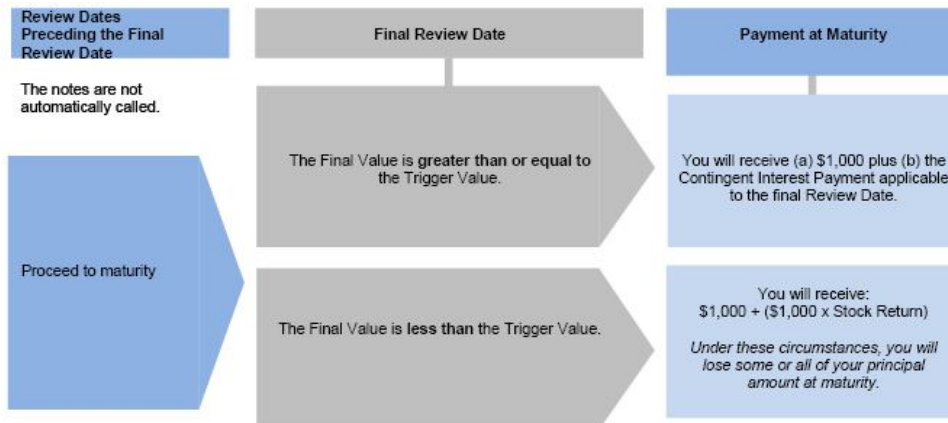 Review Dates
Preceding the Final
Review Date
Final Review Date
Payment at Maturity
The notes are not
automatically called.
The Final Value is greater than or equal to
the Trigger Value.
You will receive (a) $1,000 plus (b) the
Contingent Interest Payment applicable
to the final Review Date.
Proceed to maturity
The Final Value is less than the Trigger Value.
You will receive:
$1,000 + ($1,000 x Stock Return)
Under these circumstances, you will
lose some or all of your principal
amount at maturity.